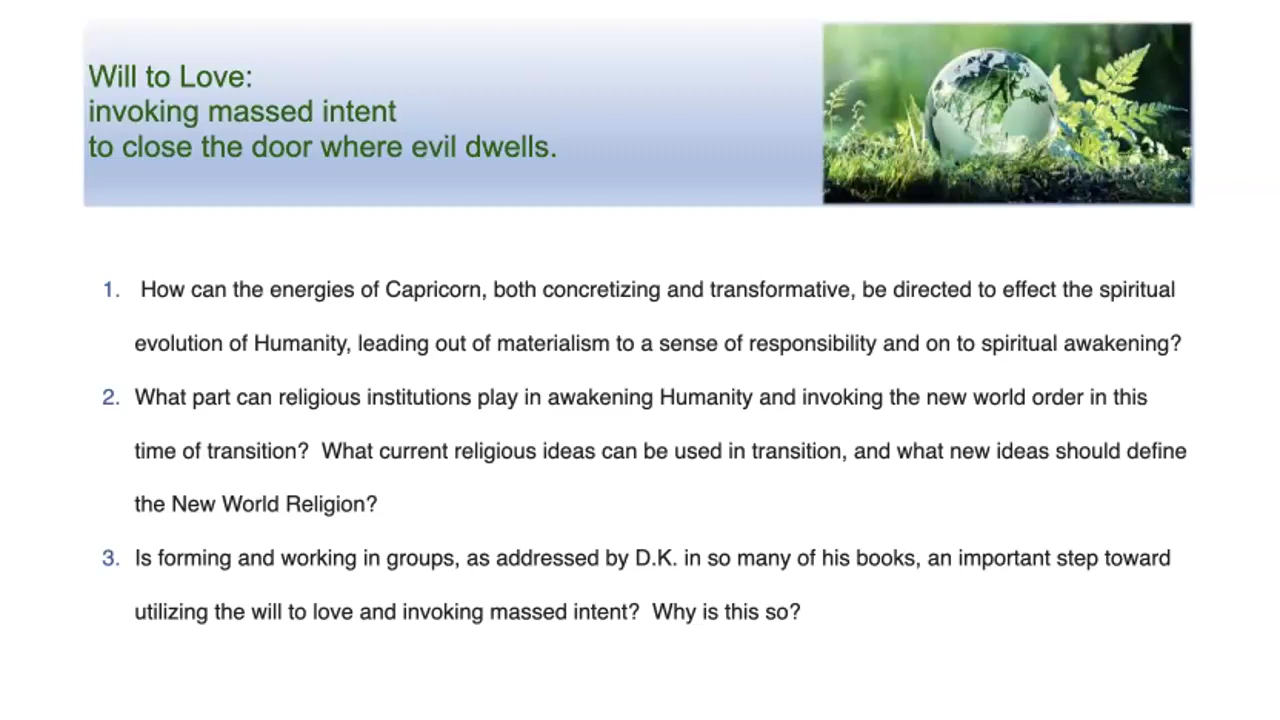 Will to Love:
invoking massed intent
to close the door where evil dwells.
1. How can the energies of Capricorn, both concretizing and transformative, be directed to effect the spiritual
evolution of Humanity, leading out of materialism to a sense of responsibility and on to spiritual awakening?
2. What part can religious institutions play in awakening Humanity and invoking the new world order in this
time of transition?  What current religious ideas can be used in transition, and what new ideas should define
the New World Religion?
3. Is forming and working in groups, as addressed by D.K. in so many of his books, an important step toward
utilizing the will to love and invoking massed intent?  Why is this so?